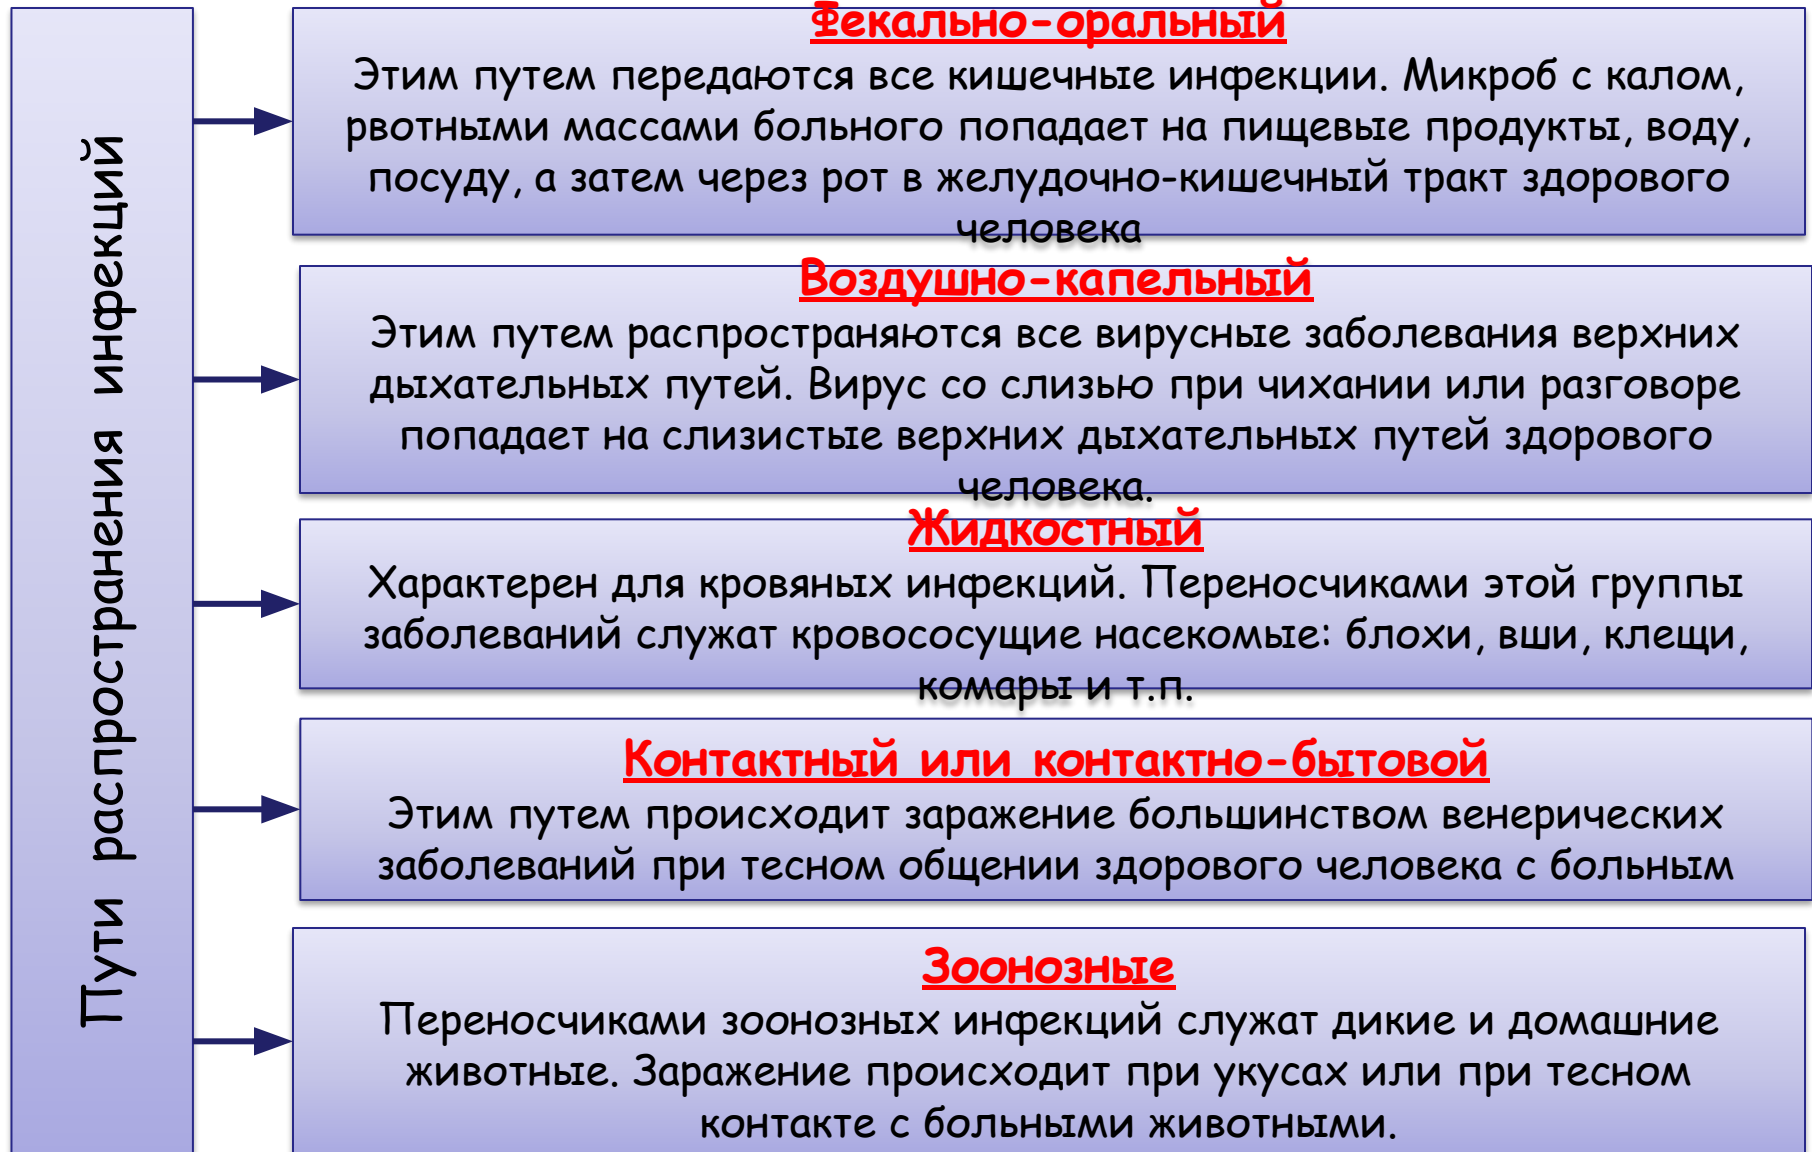 Пути распространения инфекций
Фекально-оральный
Этим путем передаются все кишечные инфекции. Микроб с калом,
рвотными массами больного попадает на пищевые продукты, воду,
посуду, а затем через рот в желудочно-кишечный тракт здорового
человека
Воздушно-капельный
Этим путем распространяются все вирусные заболевания верхних
дыхательных путей. Вирус со слизью при чихании или разговоре
попадает на слизистые верхних дыхательных путей здорового
человека.
Жидкостный
Характерен для кровяных инфекций. Переносчиками этой группы
заболеваний служат кровососущие насекомые: блохи, вши, клещи,
комары и т.п.
Контактный или контактно-бытовой
Этим путем происходит заражение большинством венерических
заболеваний при тесном общении здорового человека с больным
Зоонозные
Переносчиками зоонозных инфекций служат дикие и домашние
животные. Заражение происходит при укусах или при тесном
контакте с больными животными.